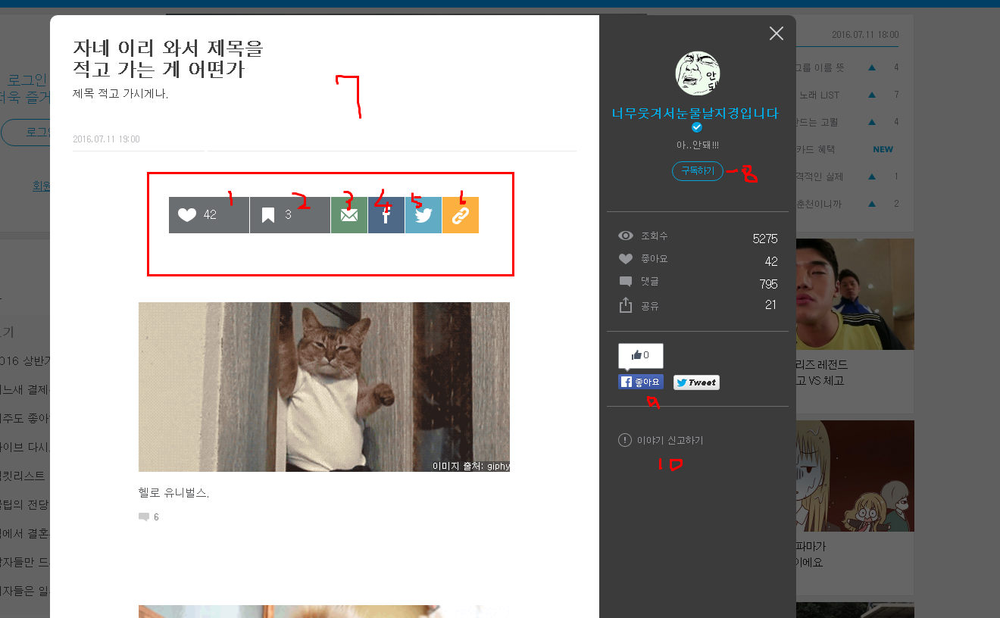 2016.07.11 18:00
로그인
자네 이리 와서 제목을
적고 가는 게 어떤가
7
제목 적고 가시게나.
2016.07.11 19:00
1 2 3 4 5 6
42 3
이미지 출처: giphy
헬로 유니벌스.
6
안돼
너무웃겨서눈물날지경입니다
아..안돼!!!
구독하기 8
조회수 5275
좋아요 42
댓글 795
공유 21
0
좋아요 Tweet
9
이야기 신고하기
10
그룹 이름 뜻 4
노래 LIST 7
만드는 고퀄 4
카드 혜택 NEW
격적인 실제 1
춘천이니까 2
회원
016 상반기
느새 결제
주도 좋아
이브 다시
킷리스트
텁의 전당
에서 결혼
자들만 드
자들은 일
리즈 레전드
고 VS 체고
파마가
이에요